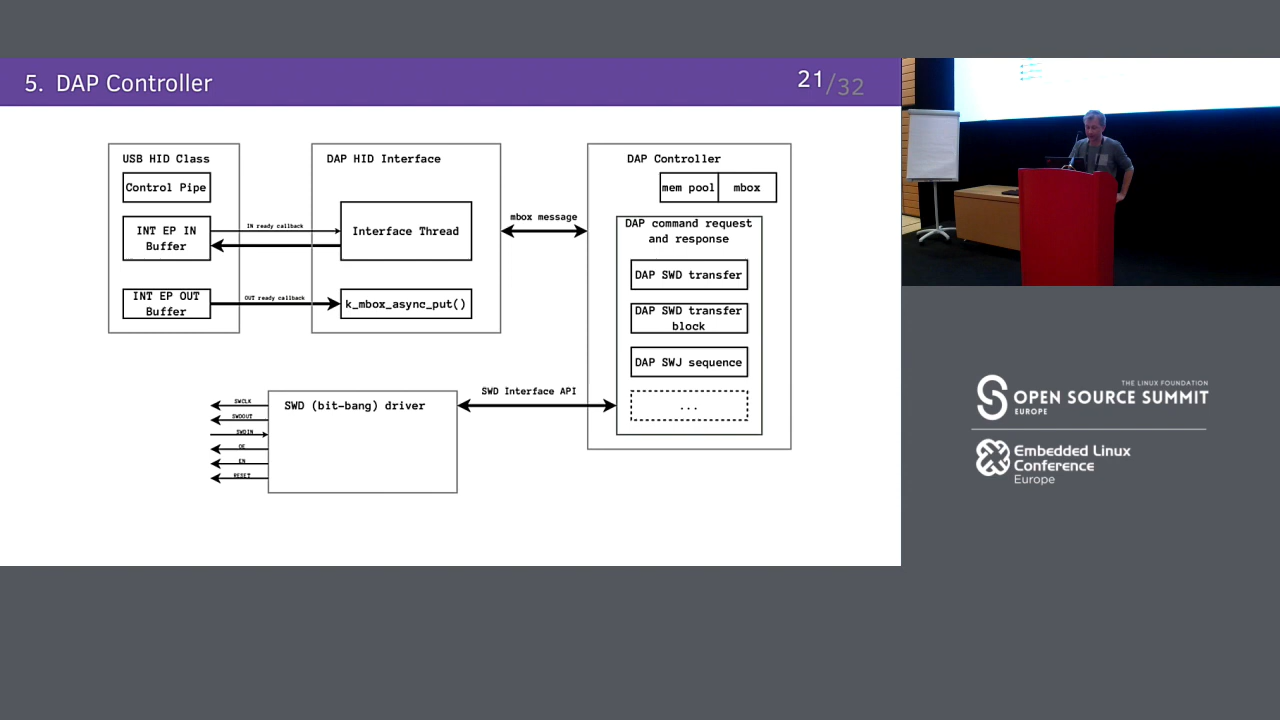 5. DAP Controller
21/32
USB HID Class
Control Pipe
INT EP IN
Buffer
INT EP OUT
Buffer
IN ready callback
OUT ready callback
DAP HID Interface
Interface Thread
k_mbox_async_put()
mbox message
DAP Controller
mem pool
mbox
DAP command request
and response
DAP SWD transfer
DAP SWD transfer
block
DAP SWJ sequence
...
SWD Interface API
SWD (bit-bang) driver
SWCLK
SWDOUT
SWDIN
OE
EN
RESET
THE LINUX FOUNDATION
OPEN SOURCE SUMMIT
EUROPE
Embedded Linux
Conference
Europe